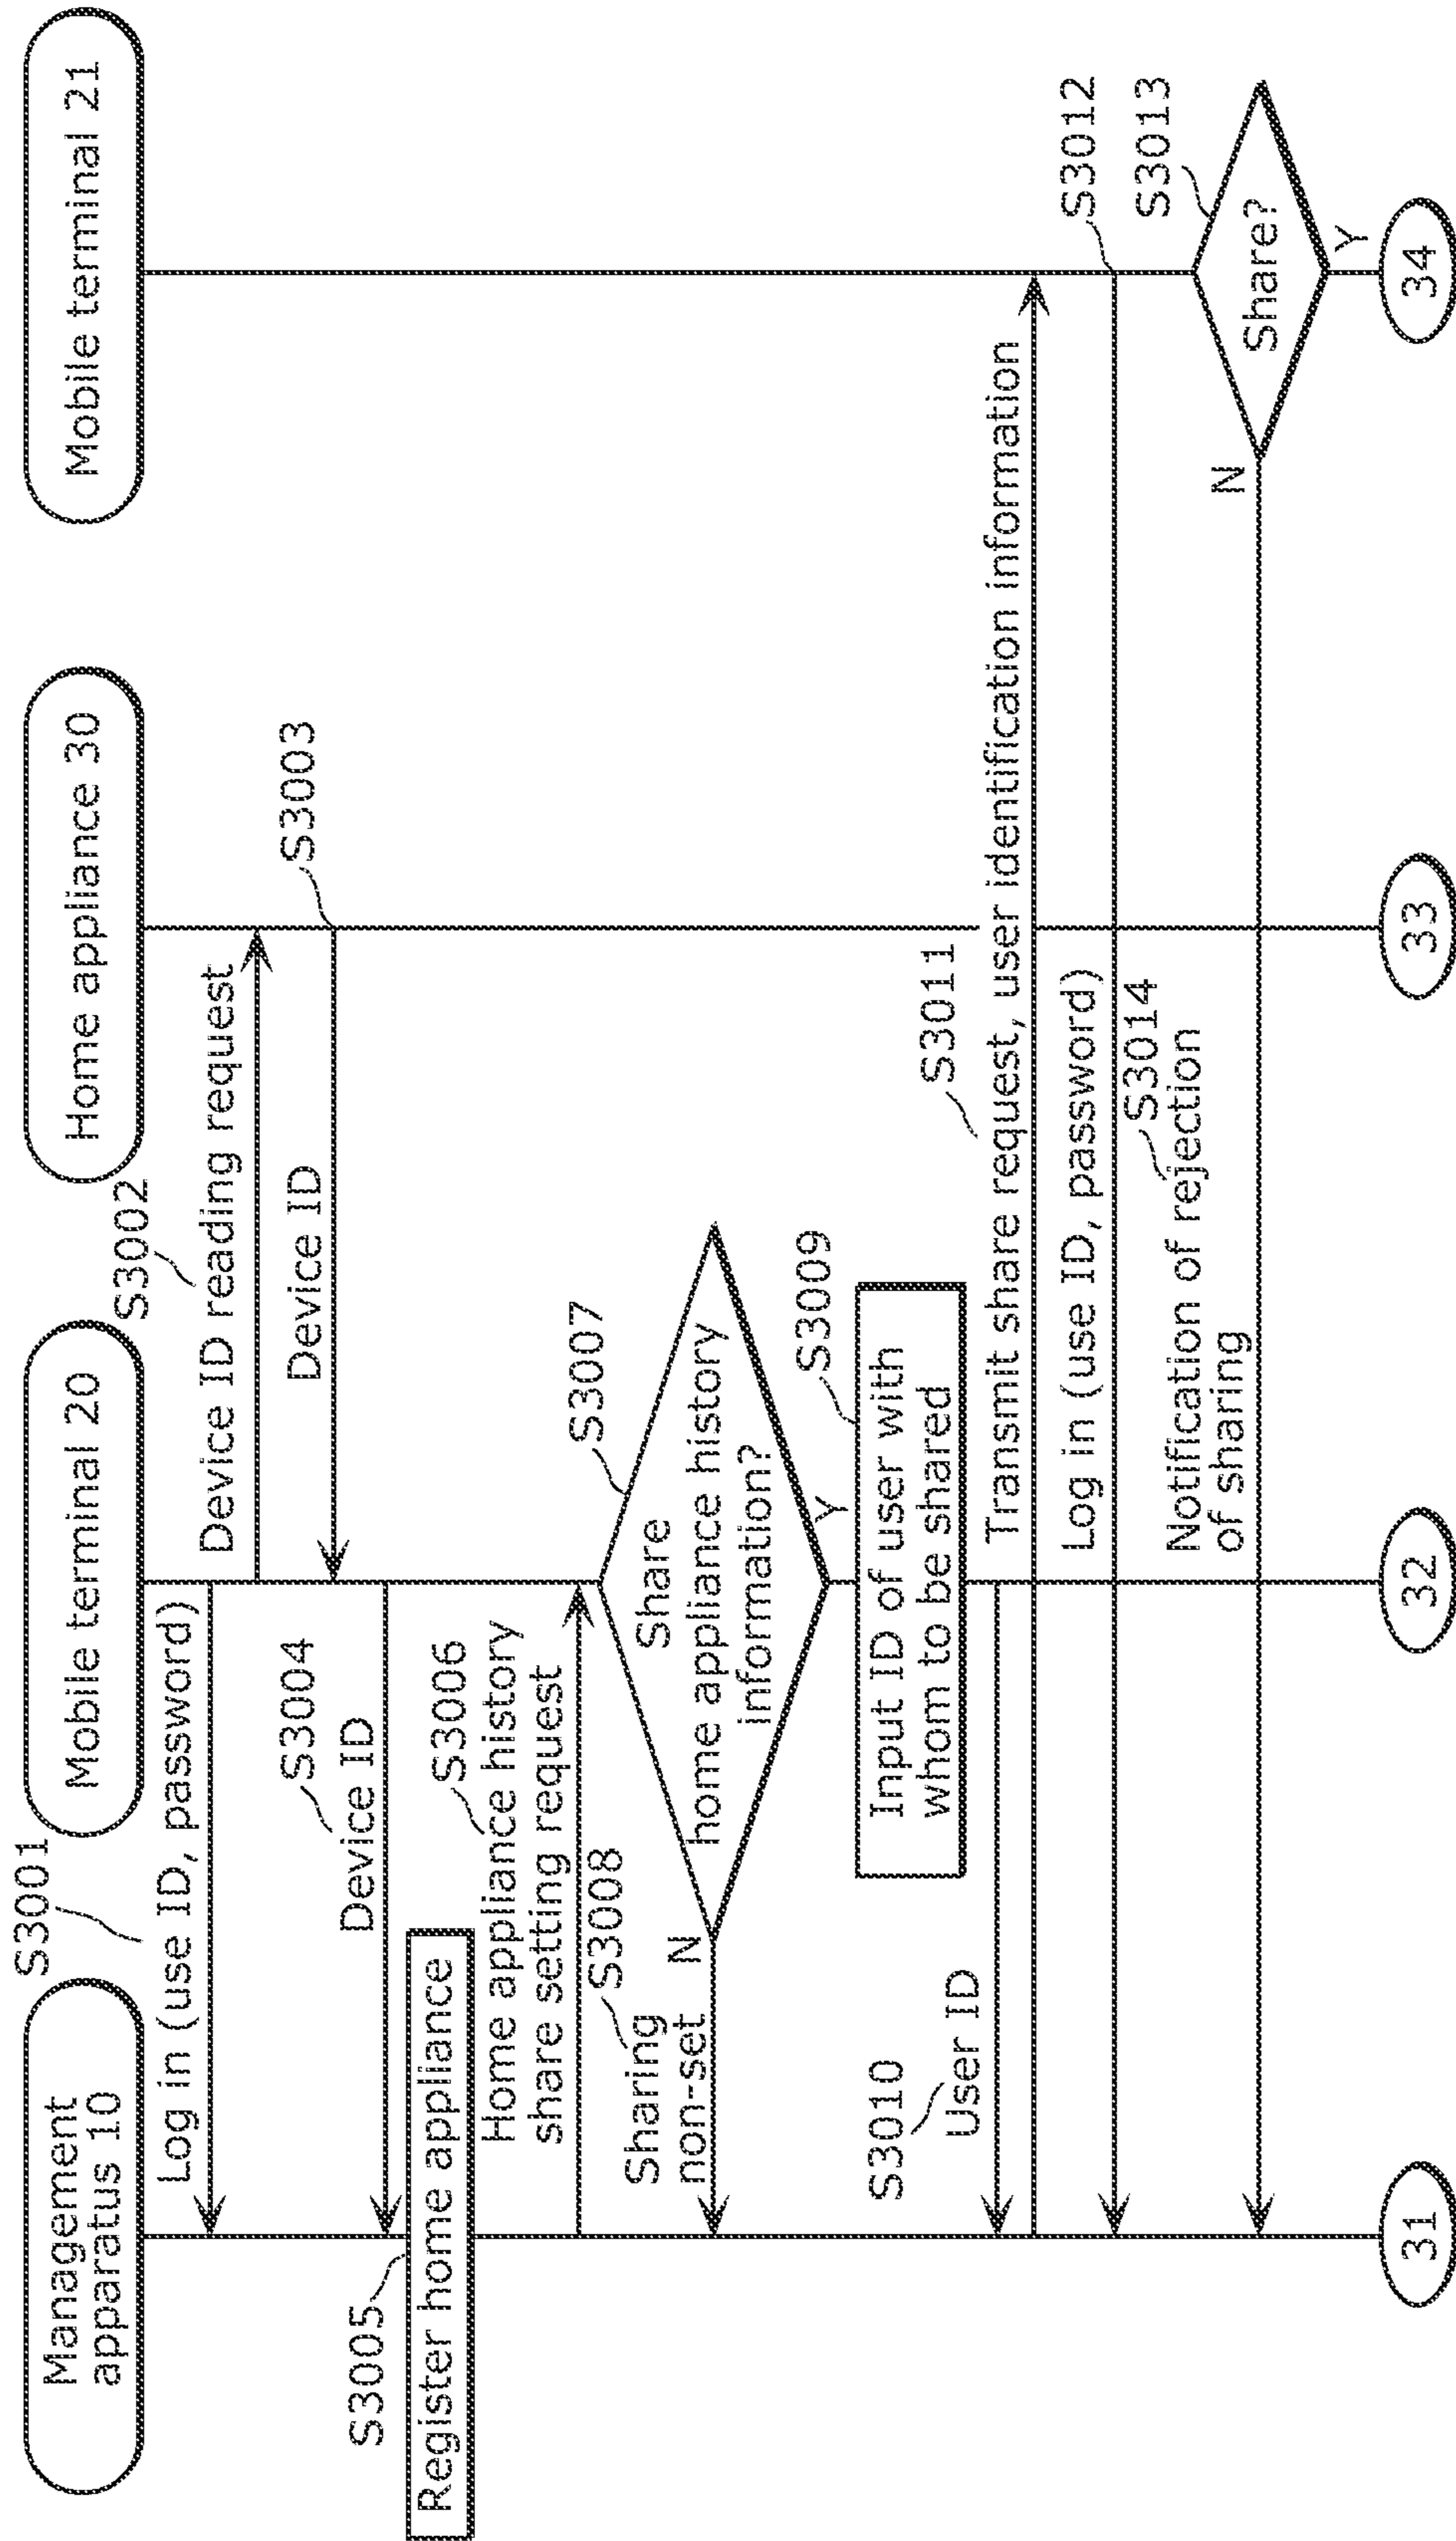 Management
apparatus 10
Mobile terminal 20
Home appliance 30
Mobile terminal 21
S3001
Log in (use ID, password)
S3002
Device ID reading request
S3003
Device ID
S3004
Device ID
S3005
Register home appliance
S3006
Home appliance history
share setting request
S3007
Share
home appliance history
information?
S3008
Sharing
non-set
N
Y
S3009
Input ID of user with
whom to be shared
S3010
User ID
S3011
Transmit share request, user identification information
S3012
Log in (use ID, password)
S3013
Share?
N
Y
S3014
Notification of rejection
of sharing
31
32
33
34